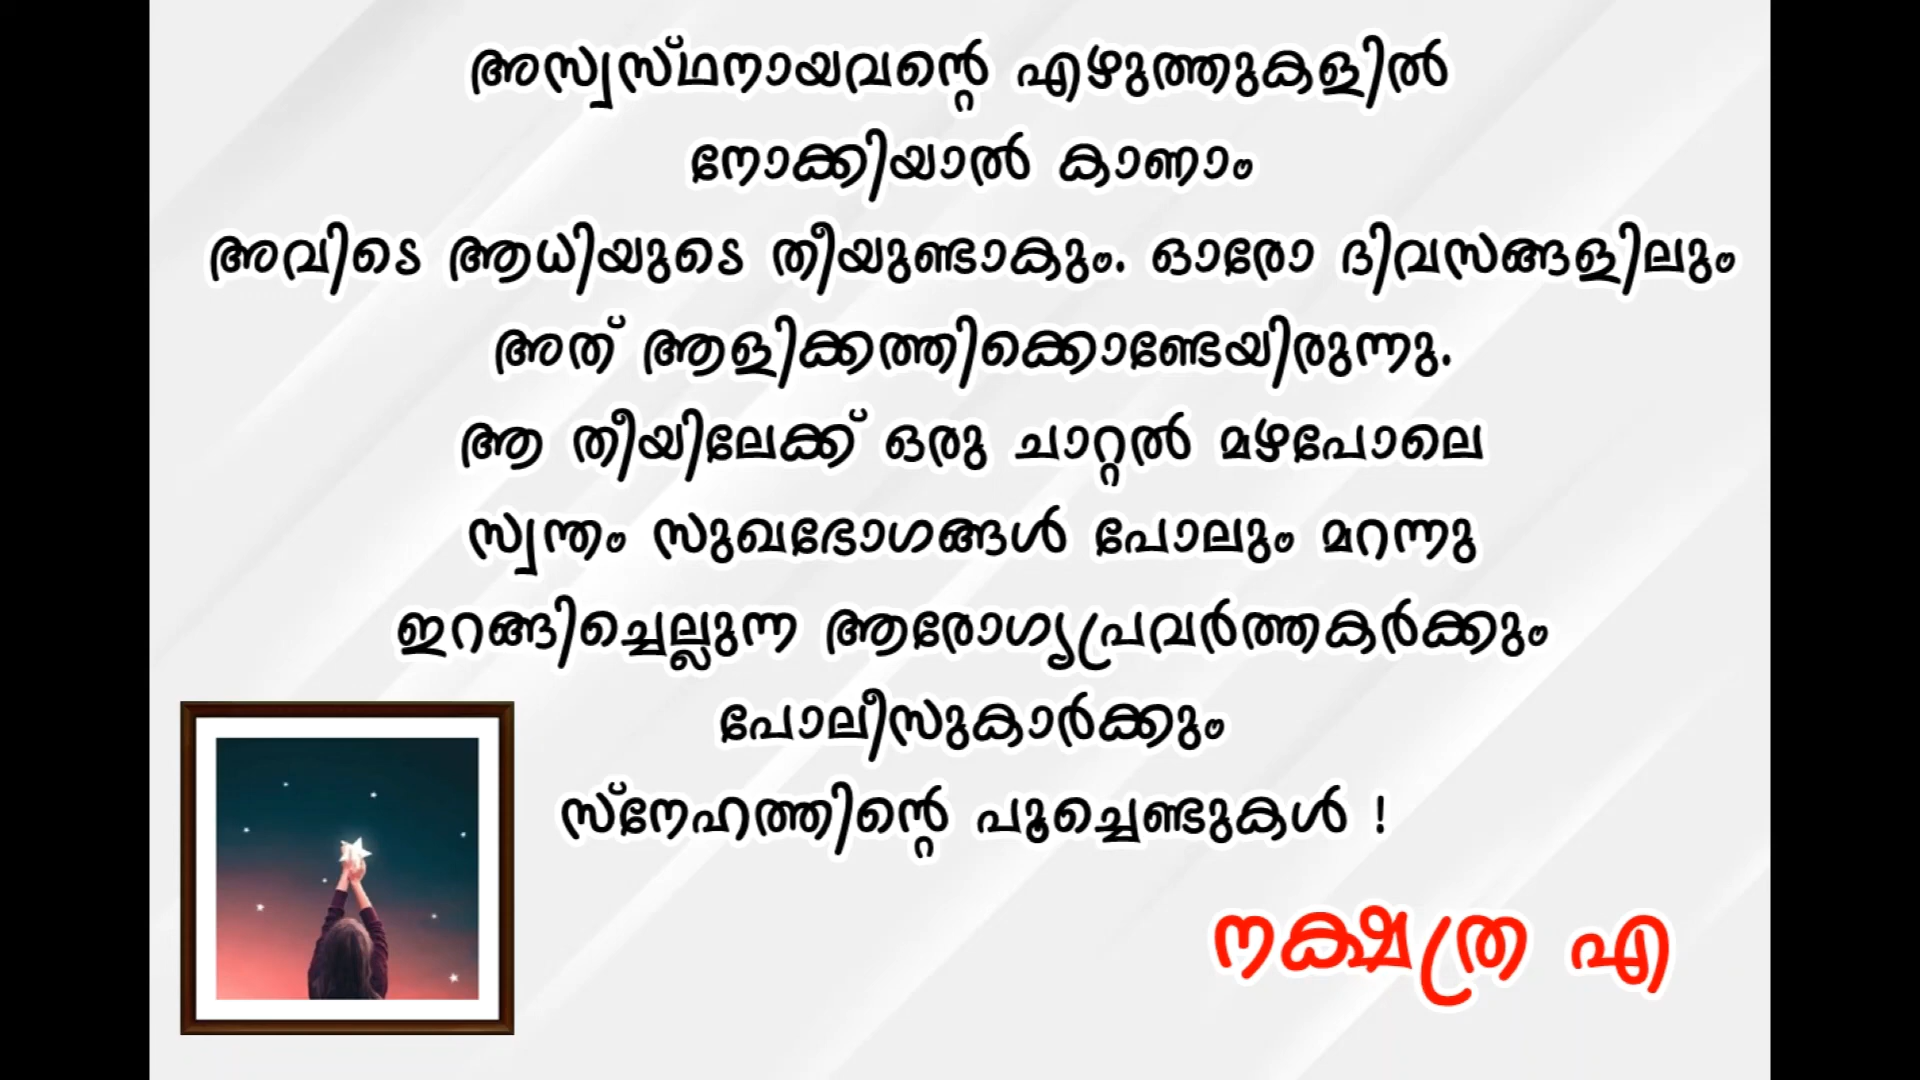 അസ്വസ്ഥനായവന്റെ എഴുത്തുകളിൽ
നോക്കിയാൽ കാണാം
അവിടെ ആധിയുടെ തീയുണ്ടാകും. ഓരോ ദിവസങ്ങളിലും
അത് ആളിക്കത്തിക്കൊണ്ടേയിരുന്നു.
ആ തീയിലേക്ക് ഒരു ചാറ്റൽ മഴപോലെ
സ്വന്തം സുഖഭോഗങ്ങൾ പോലും മറന്നു
ഇറങ്ങിച്ചെല്ലുന്ന ആരോഗ്യപ്രവർത്തകർക്കും
പോലീസുകാർക്കും
സ്നേഹത്തിന്റെ പൂച്ചെണ്ടുകൾ !
നക്ഷത്ര എ